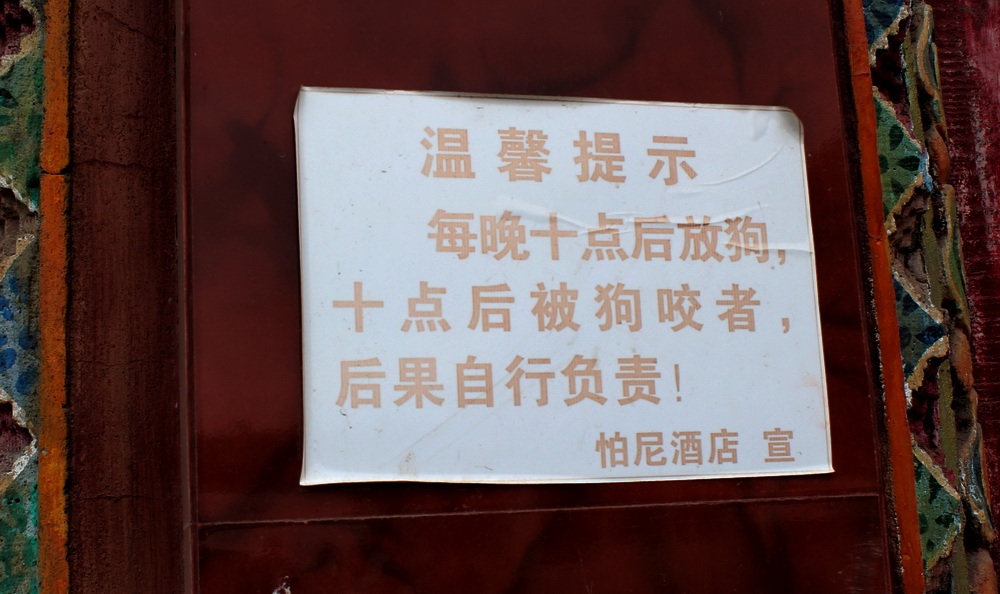 温馨提示
每晚十点后放狗，
十点后被狗咬者，
后果自行负责！
怕尼酒店 宣